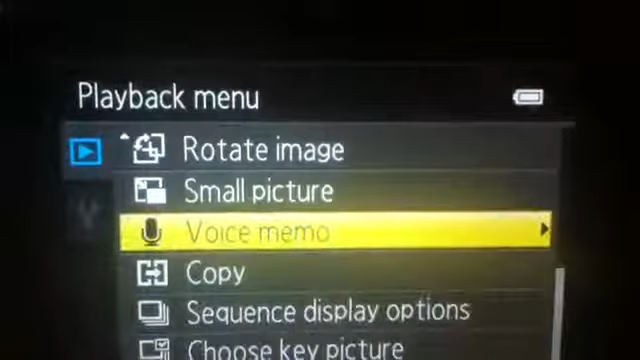 Playback menu
Rotate image
Small picture
Voice memo
Copy
Sequence display options
Choose key picture